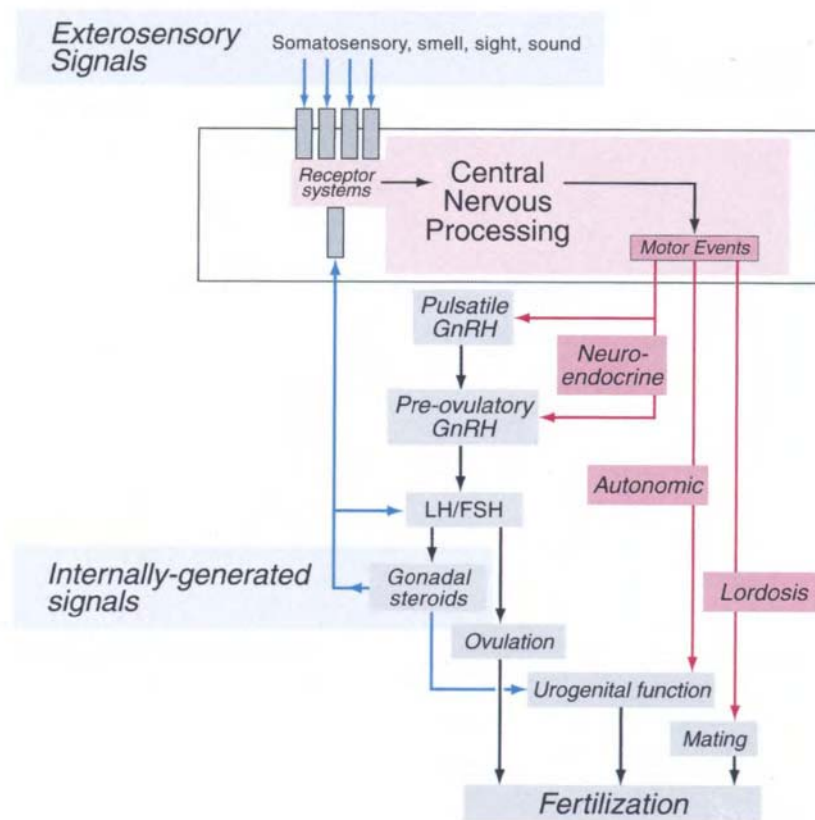 Exterosensory
Signals
Somatosensory, smell, sight, sound
Receptor
systems
Central
Nervous
Processing
Motor Events
Pulsatile
GnRH
Neuro-
endocrine
Pre-ovulatory
GnRH
Autonomic
LH/FSH
Internally-generated
signals
Gonadal
steroids
Lordosis
Ovulation
Urogenital function
Mating
Fertilization